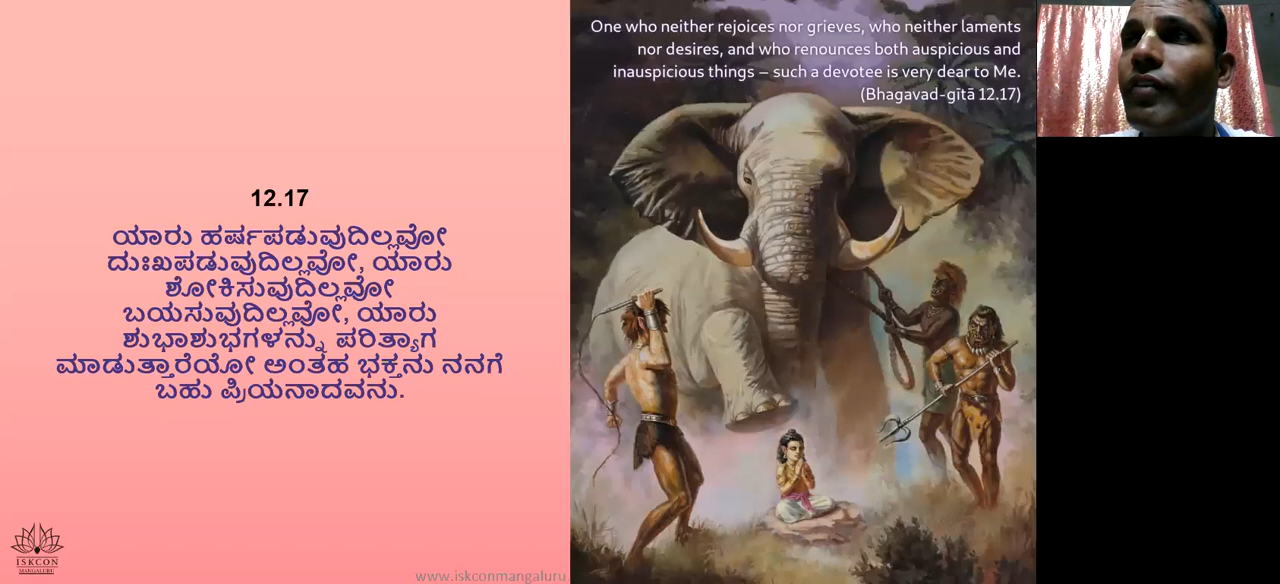 12.17
ಯಾರು ಹರ್ಷಪಡುವುದಿಲ್ಲವೋ
ದುಃಖಪಡುವುದಿಲ್ಲವೋ, ಯಾರು
ಶೋಕಿಸುವುದಿಲ್ಲವೋ
ಬಯಸುವುದಿಲ್ಲವೋ, ಯಾರು
ಶುಭಾಶುಭಗಳನ್ನು ಪರಿತ್ಯಾಗ
ಮಾಡುತ್ತಾರೆಯೋ ಅಂತಹ ಭಕ್ತನು ನನಗೆ
ಬಹು ಪ್ರಿಯನಾದವನು.
ISKCON
MANGALURU
www.iskconmangaluru.
One who neither rejoices nor grieves, who neither laments
nor desires, and who renounces both auspicious and
inauspicious things – such a devotee is very dear to Me.
(Bhagavad-gītā 12.17)